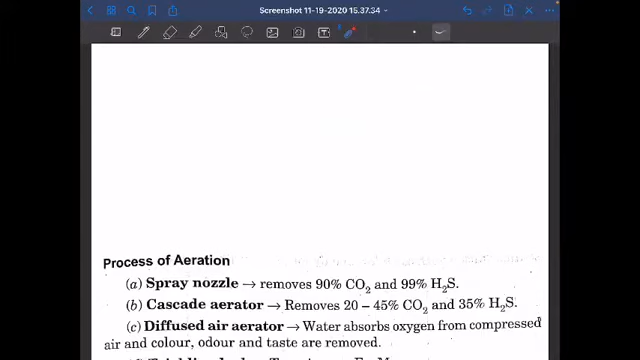 Screenshot 11-19-2020 15.37.34
Process of Aeration
(a) Spray nozzle → removes 90% CO₂ and 99% H₂S.
(b) Cascade aerator → Removes 20 – 45% CO₂ and 35% H₂S.
(c) Diffused air aerator → Water absorbs oxygen from compressed
air and colour, odour and taste are removed.